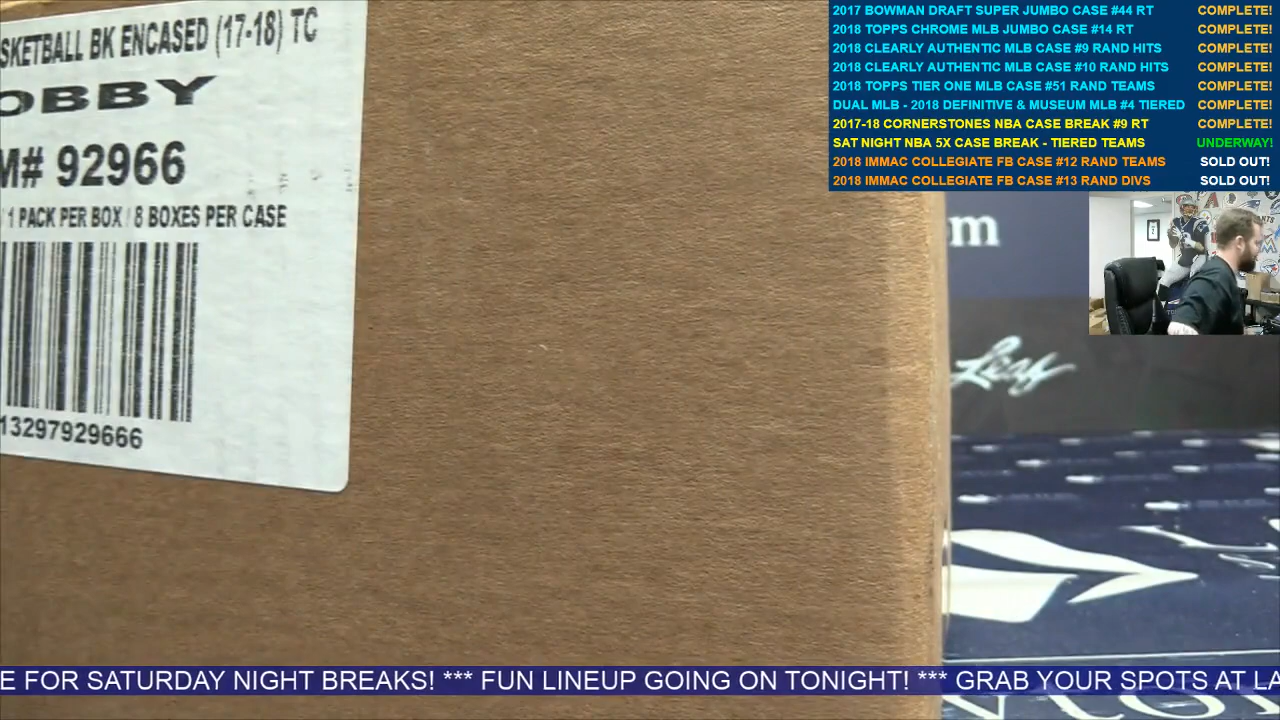 SKETBALL BK ENCASED (17-18) TC
OBBY
M# 92966
1 PACK PER BOX / 8 BOXES PER CASE
13297929666
2017 BOWMAN DRAFT SUPER JUMBO CASE #44 RT COMPLETE!
2018 TOPPS CHROME MLB JUMBO CASE #14 RT COMPLETE!
2018 CLEARLY AUTHENTIC MLB CASE #9 RAND HITS COMPLETE!
2018 CLEARLY AUTHENTIC MLB CASE #10 RAND HITS COMPLETE!
2018 TOPPS TIER ONE MLB CASE #51 RAND TEAMS COMPLETE!
DUAL MLB - 2018 DEFINITIVE & MUSEUM MLB #4 TIERED COMPLETE!
2017-18 CORNERSTONES NBA CASE BREAK #9 RT COMPLETE!
SAT NIGHT NBA 5X CASE BREAK - TIERED TEAMS UNDERWAY!
2018 IMMAC COLLEGIATE FB CASE #12 RAND TEAMS SOLD OUT!
2018 IMMAC COLLEGIATE FB CASE #13 RAND DIVS SOLD OUT!
om
Leaf
E FOR SATURDAY NIGHT BREAKS! *** FUN LINEUP GOING ON TONIGHT! *** GRAB YOUR SPOTS AT LA